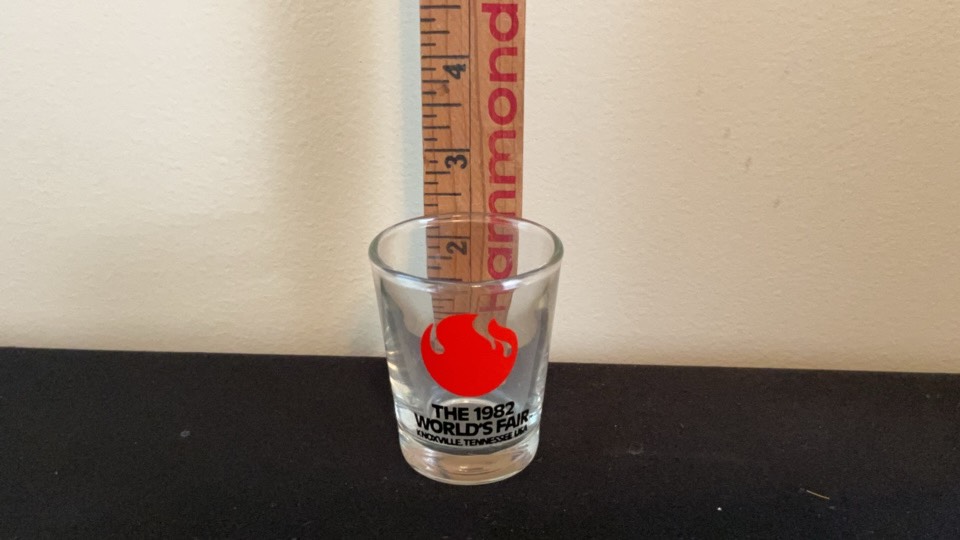 4
3
2
Hammond
THE 1982
WORLD'S FAIR
KNOXVILLE, TENNESSEE USA